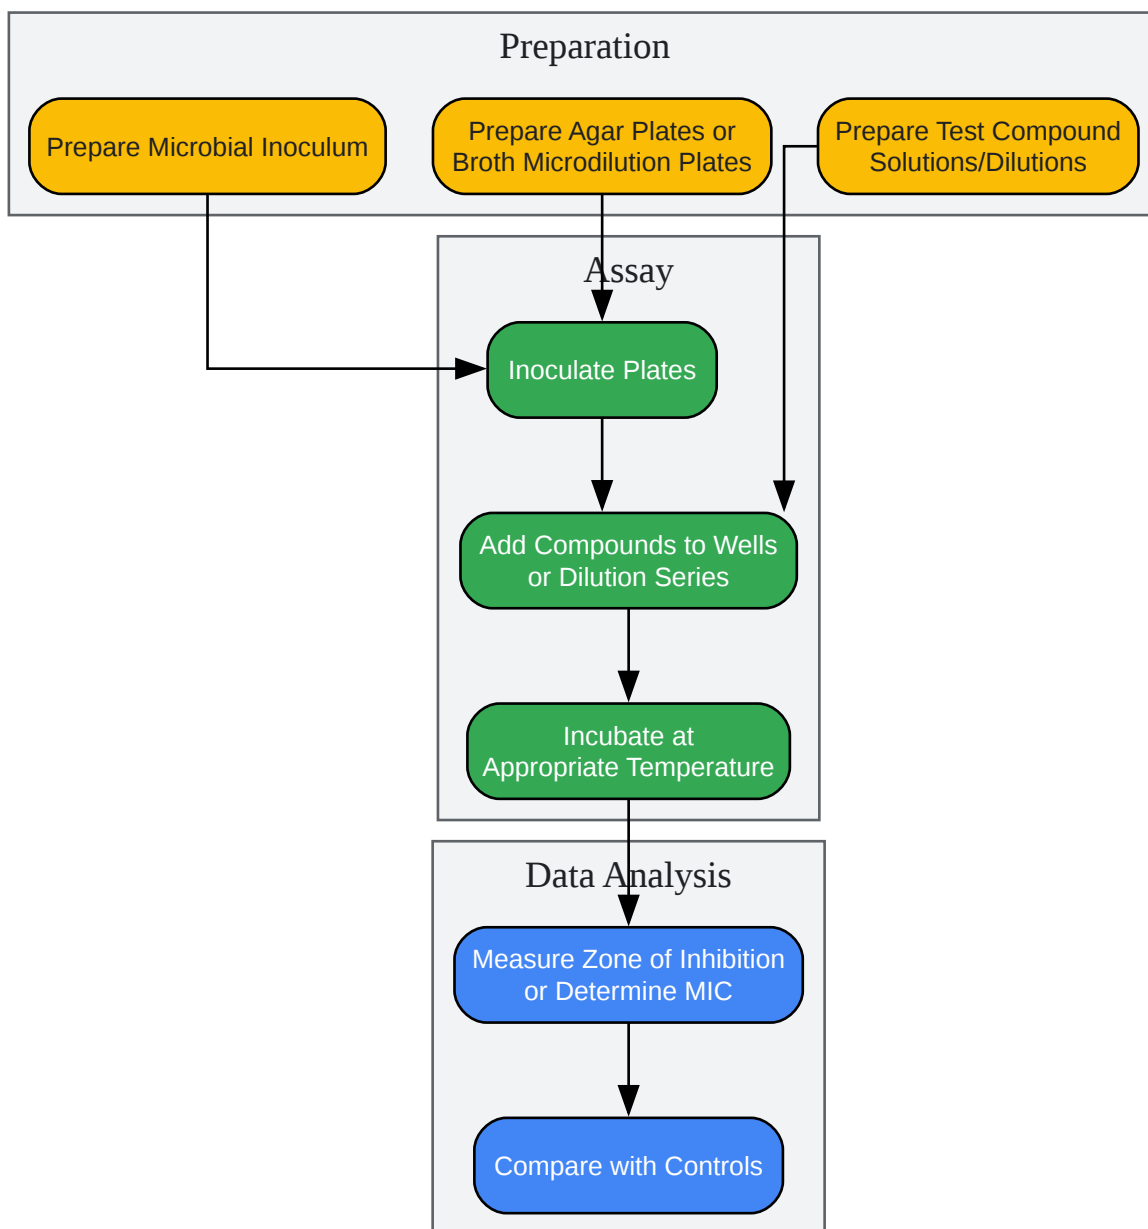 Preparation
Prepare Microbial Inoculum
Prepare Agar Plates or
Broth Microdilution Plates
Prepare Test Compound
Solutions/Dilutions
Assay
Inoculate Plates
Add Compounds to Wells
or Dilution Series
Incubate at
Appropriate Temperature
Data Analysis
Measure Zone of Inhibition
or Determine MIC
Compare with Controls